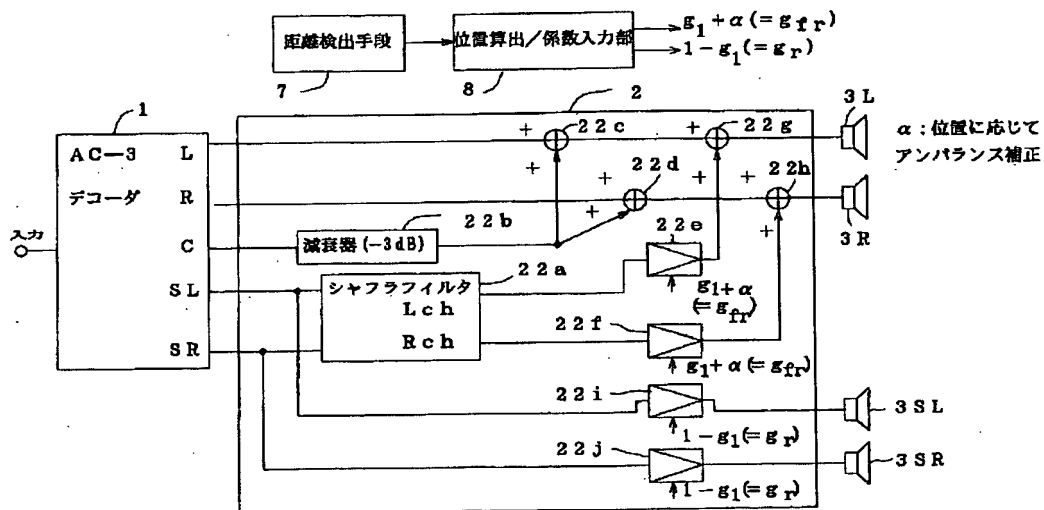 距離検出手段
7
位置算出/係数入力部
8
g1+α(=gfr)
1-g1(=gr)
1
2
AC-3
デコーダ
入力
L
R
C
SL
SR
+
22c
+
+
22d
+
+
22g
+
+
22h
+
3L
3R
α:位置に応じて
アンバランス補正
22b
減衰器(-3dB)
22a
シャフラフィルタ
Lch
Rch
22e
g1+α
(=gfr)
22f
g1+α(=gfr)
22i
1-g1(=gr)
3SL
22j
1-g1(=gr)
3SR